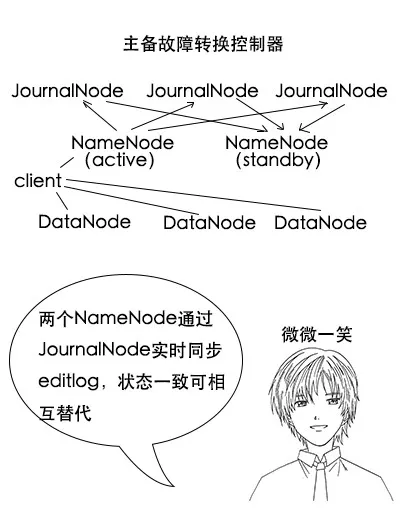 主备故障转换控制器
JournalNode JournalNode JournalNode
NameNode NameNode
(active) (standby)
client
DataNode DataNode DataNode
两个NameNode通过
JournalNode实时同步
editlog，状态一致可相
互替代
微微一笑